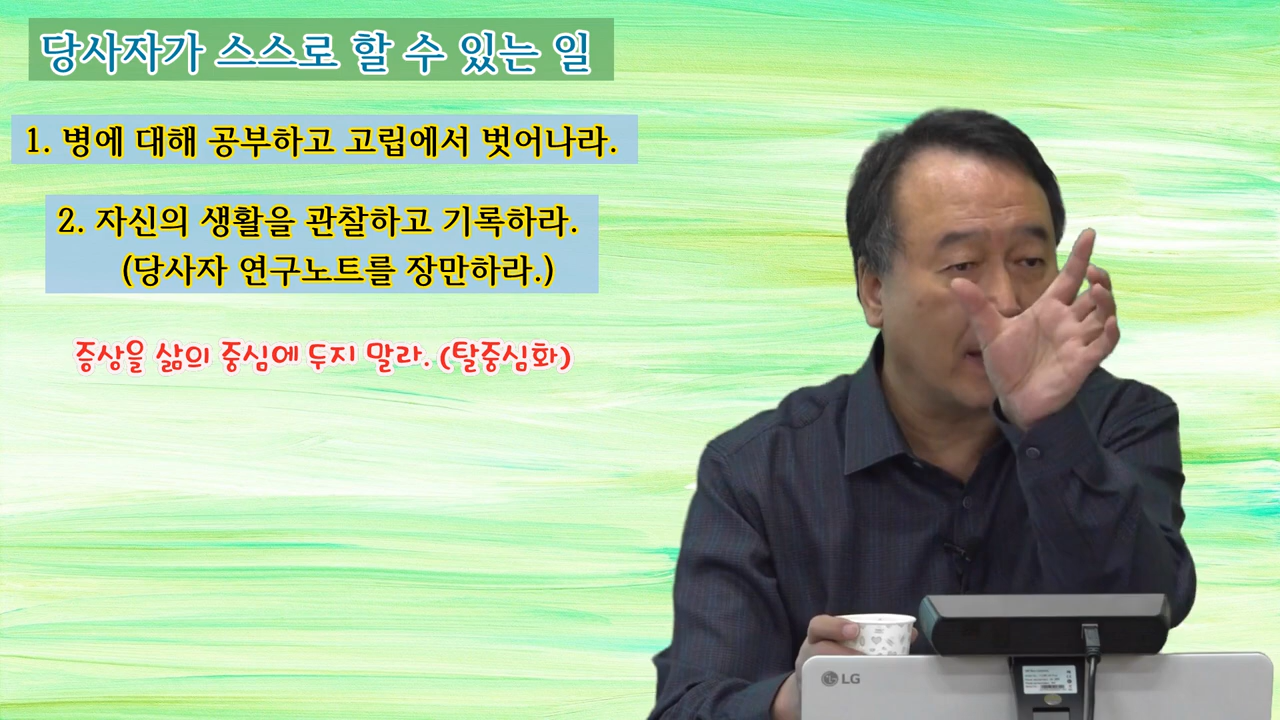 당사자가 스스로 할 수 있는 일
1. 병에 대해 공부하고 고립에서 벗어나라.
2. 자신의 생활을 관찰하고 기록하라.
(당사자 연구노트를 장만하라.)
증상을 삶의 중심에 두지 말라. (탈중심화)
LG